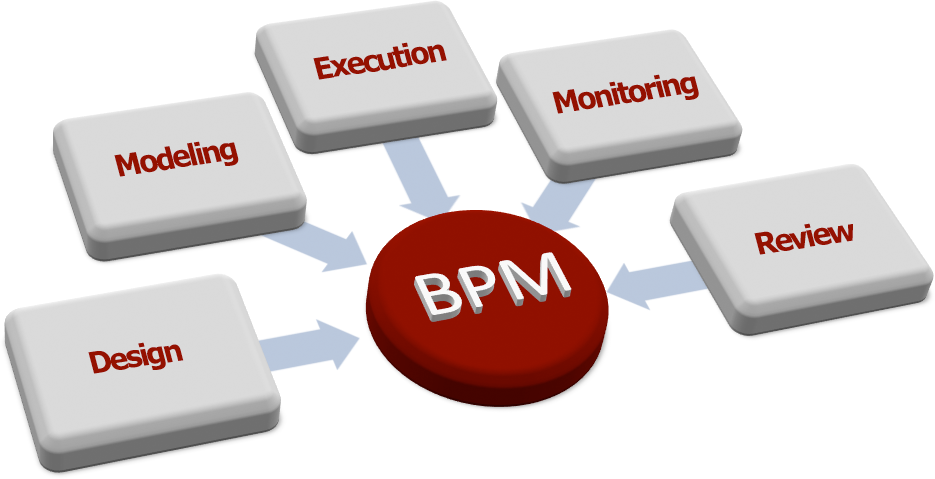 Execution
Monitoring
Modeling
Review
BPM
Design